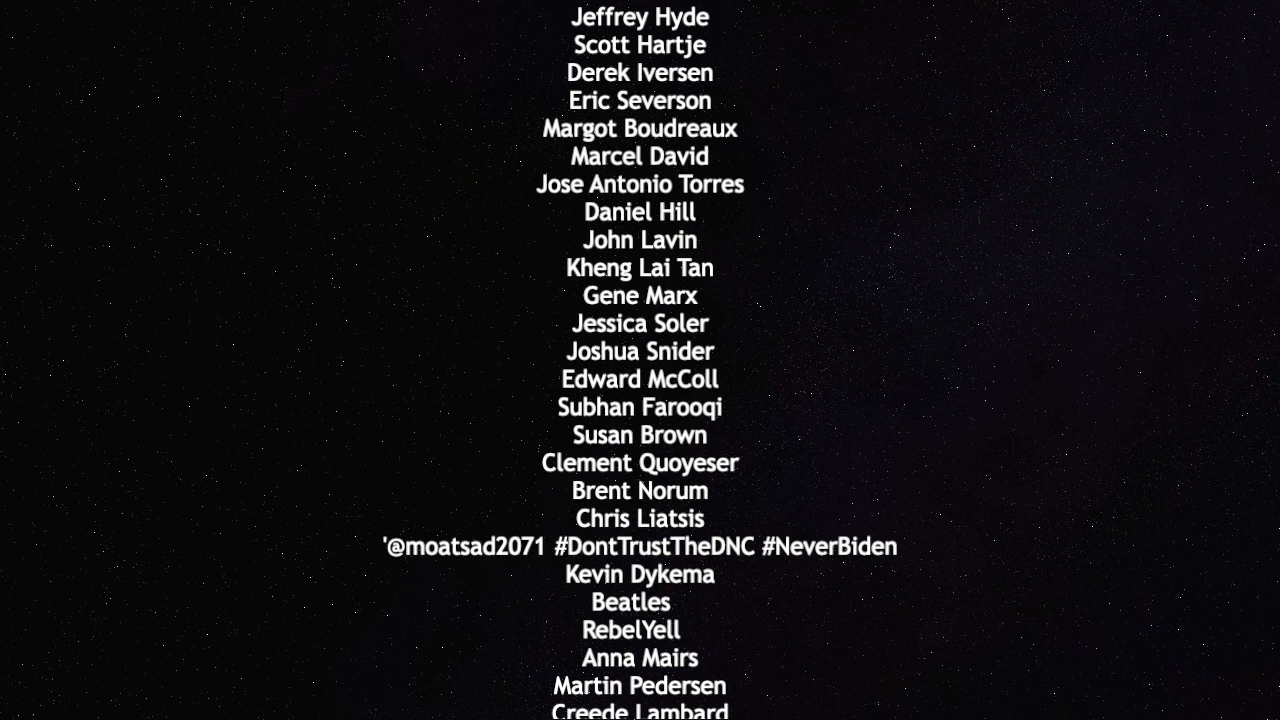 Jeffrey Hyde
Scott Hartje
Derek Iversen
Eric Severson
Margot Boudreaux
Marcel David
Jose Antonio Torres
Daniel Hill
John Lavin
Kheng Lai Tan
Gene Marx
Jessica Soler
Joshua Snider
Edward McColl
Subhan Farooqi
Susan Brown
Clement Quoyeser
Brent Norum
Chris Liatsis
'@moatsad2071 #DontTrustTheDNC #NeverBiden
Kevin Dykema
Beatles
RebelYell
Anna Mairs
Martin Pedersen
Creede Lambard